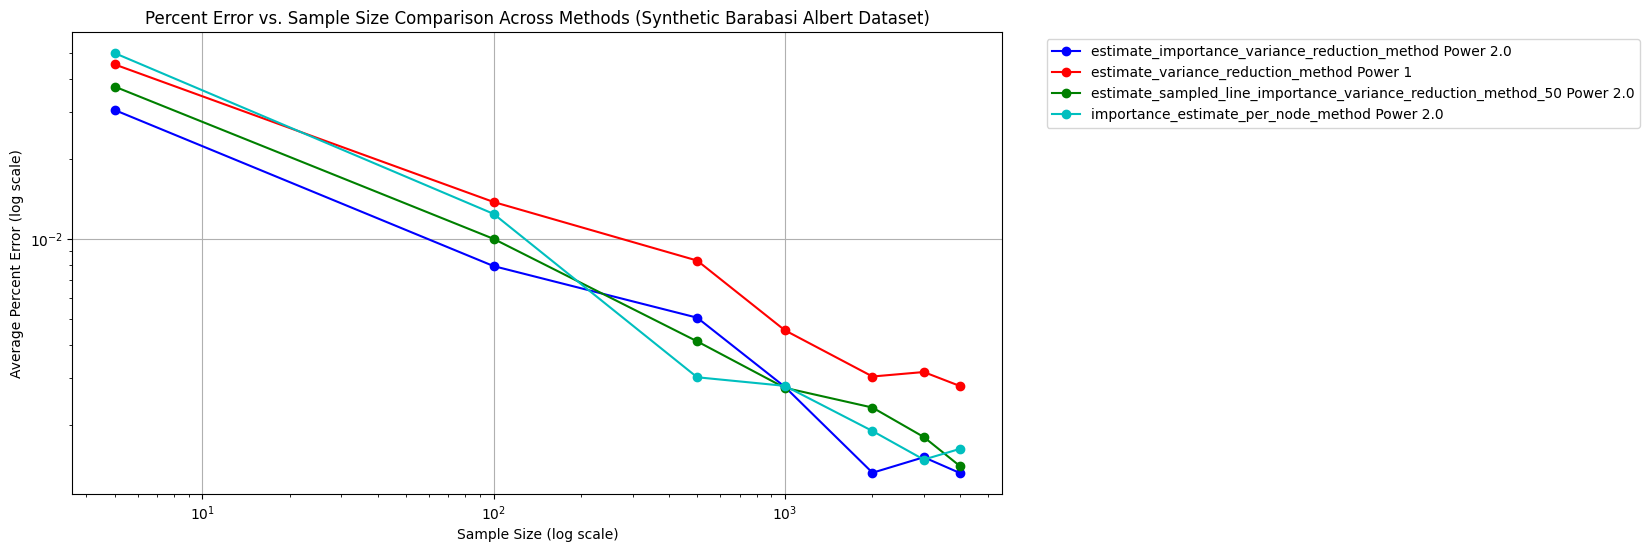 Percent Error vs. Sample Size Comparison Across Methods (Synthetic Barabasi Albert Dataset)
estimate_importance_variance_reduction_method Power 2.0
estimate_variance_reduction_method Power 1
estimate_sampled_line_importance_variance_reduction_method_50 Power 2.0
importance_estimate_per_node_method Power 2.0
Average Percent Error (log scale)
10⁻²
10¹
10²
10³
Sample Size (log scale)